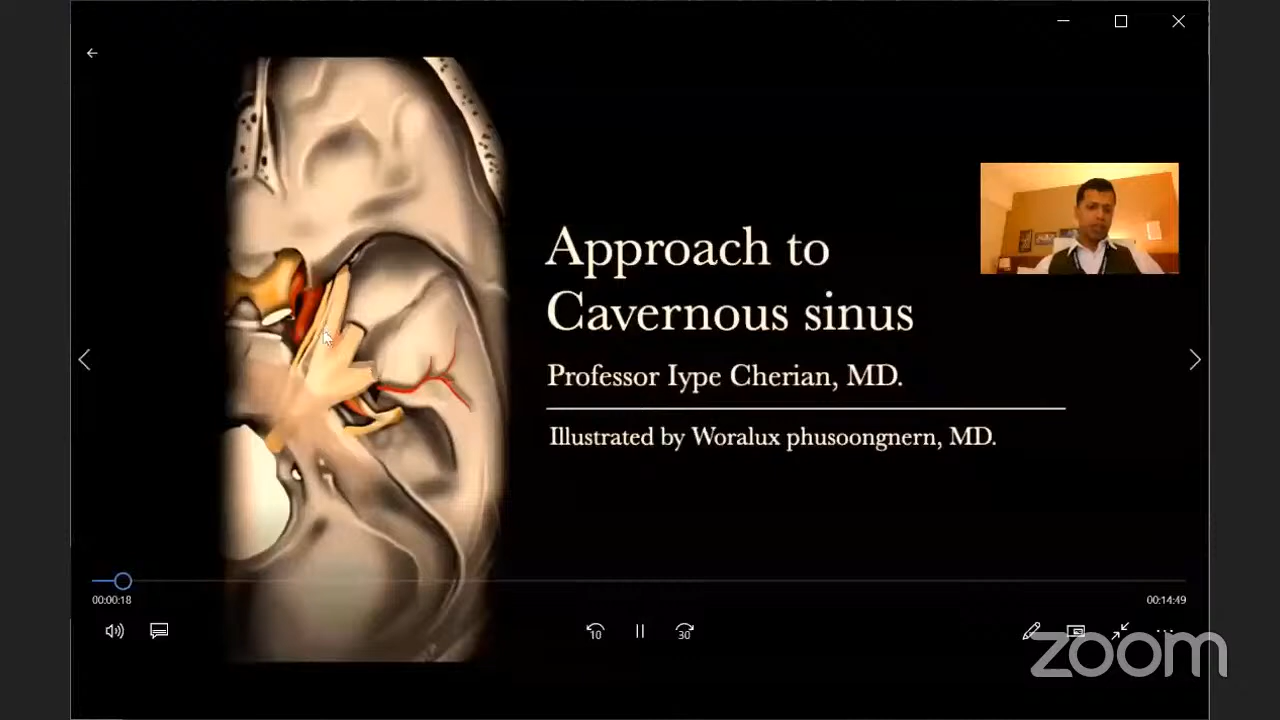 Approach to
Cavernous sinus
Professor Iype Cherian, MD.
Illustrated by Woralux phusoongnern, MD.
00:00:18
00:14:49
10
30
zoom